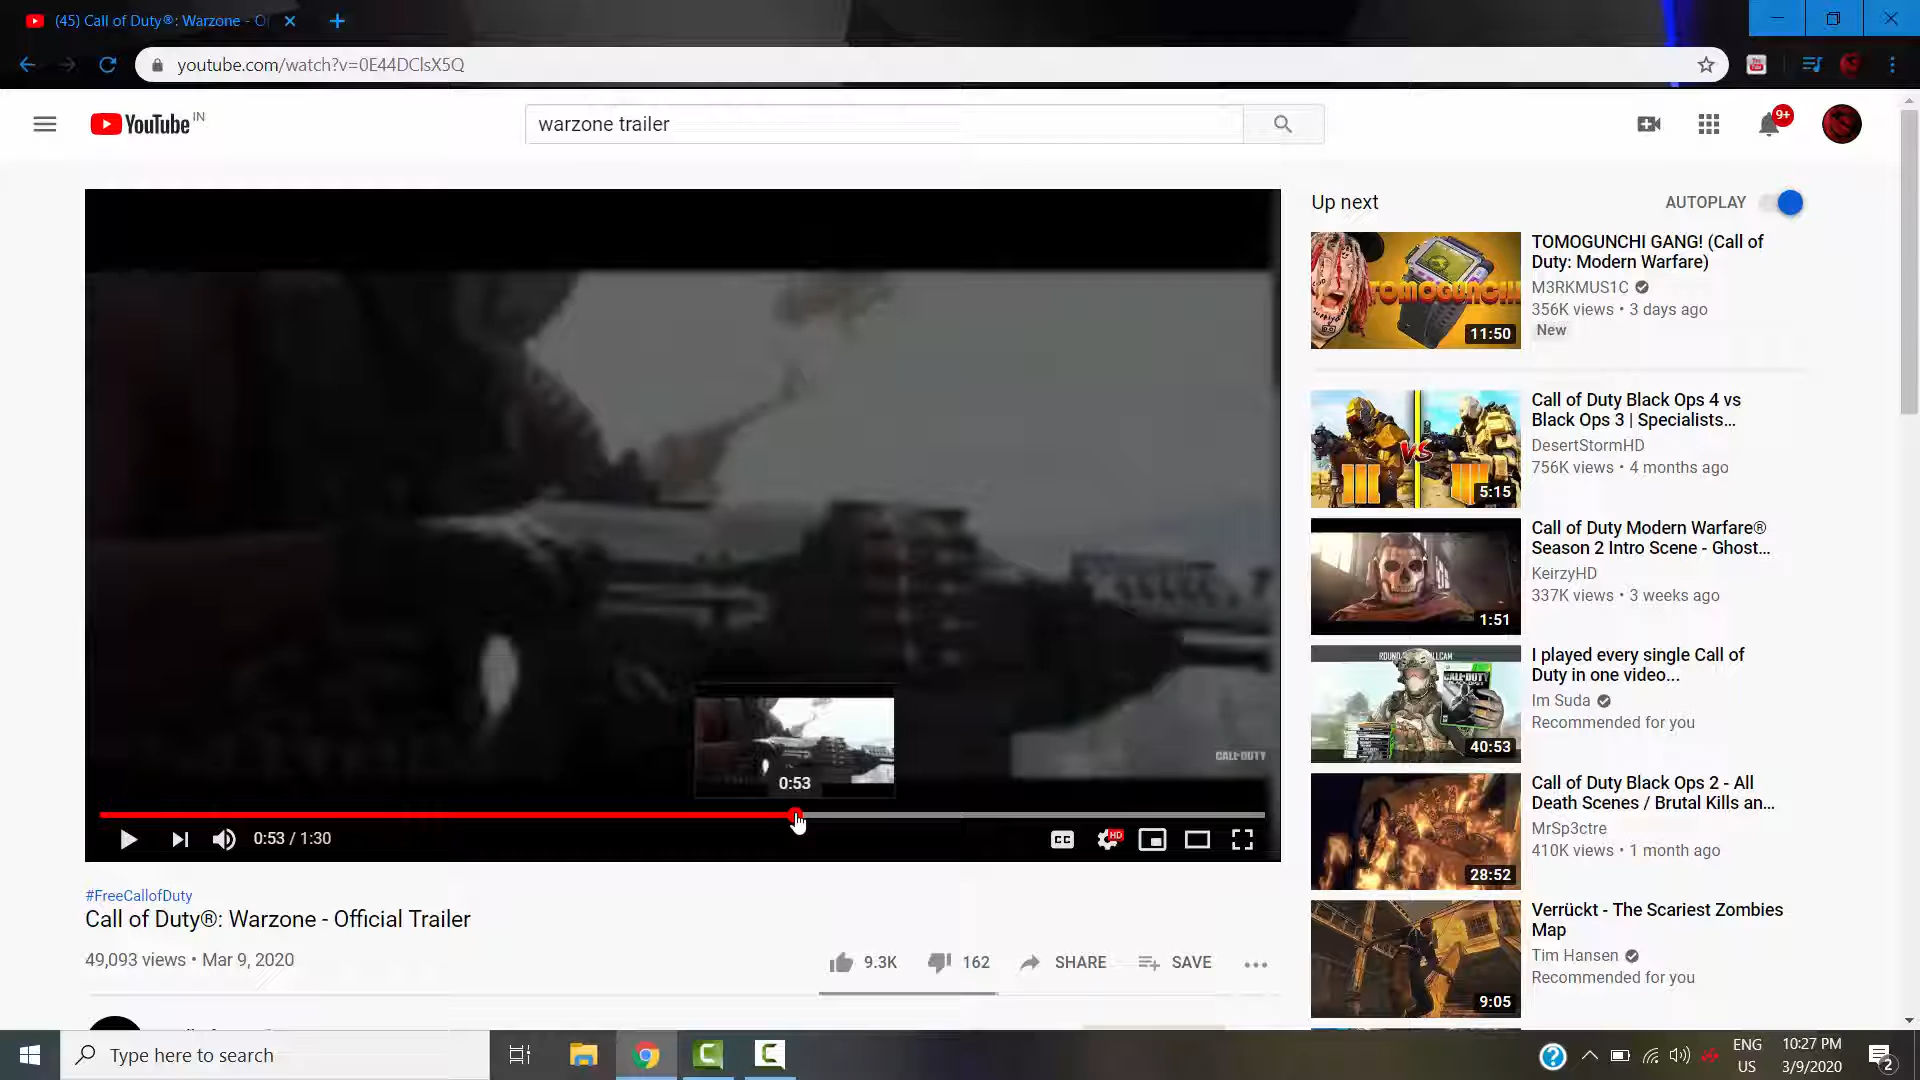 (45) Call of Duty®: Warzone - O
youtube.com/watch?v=0E44DClsX5Q
YouTube IN
warzone trailer
9+
Up next
AUTOPLAY
TOMOGUNCHI
11:50
TOMOGUNCHI GANG! (Call of
Duty: Modern Warfare)
M3RKMUS1C
356K views • 3 days ago
New
VS
5:15
Call of Duty Black Ops 4 vs
Black Ops 3 | Specialists...
DesertStormHD
756K views • 4 months ago
1:51
Call of Duty Modern Warfare®
Season 2 Intro Scene - Ghost...
KeirzyHD
337K views • 3 weeks ago
40:53
I played every single Call of
Duty in one video...
Im Suda
Recommended for you
28:52
Call of Duty Black Ops 2 - All
Death Scenes / Brutal Kills an...
MrSp3ctre
410K views • 1 month ago
9:05
Verrückt - The Scariest Zombies
Map
Tim Hansen
Recommended for you
CALL OF DUTY
0:53
0:53 / 1:30
CC
HD
#FreeCallofDuty
Call of Duty®: Warzone - Official Trailer
49,093 views • Mar 9, 2020
9.3K
162
SHARE
SAVE
Type here to search
ENG
US
10:27 PM
3/9/2020
2